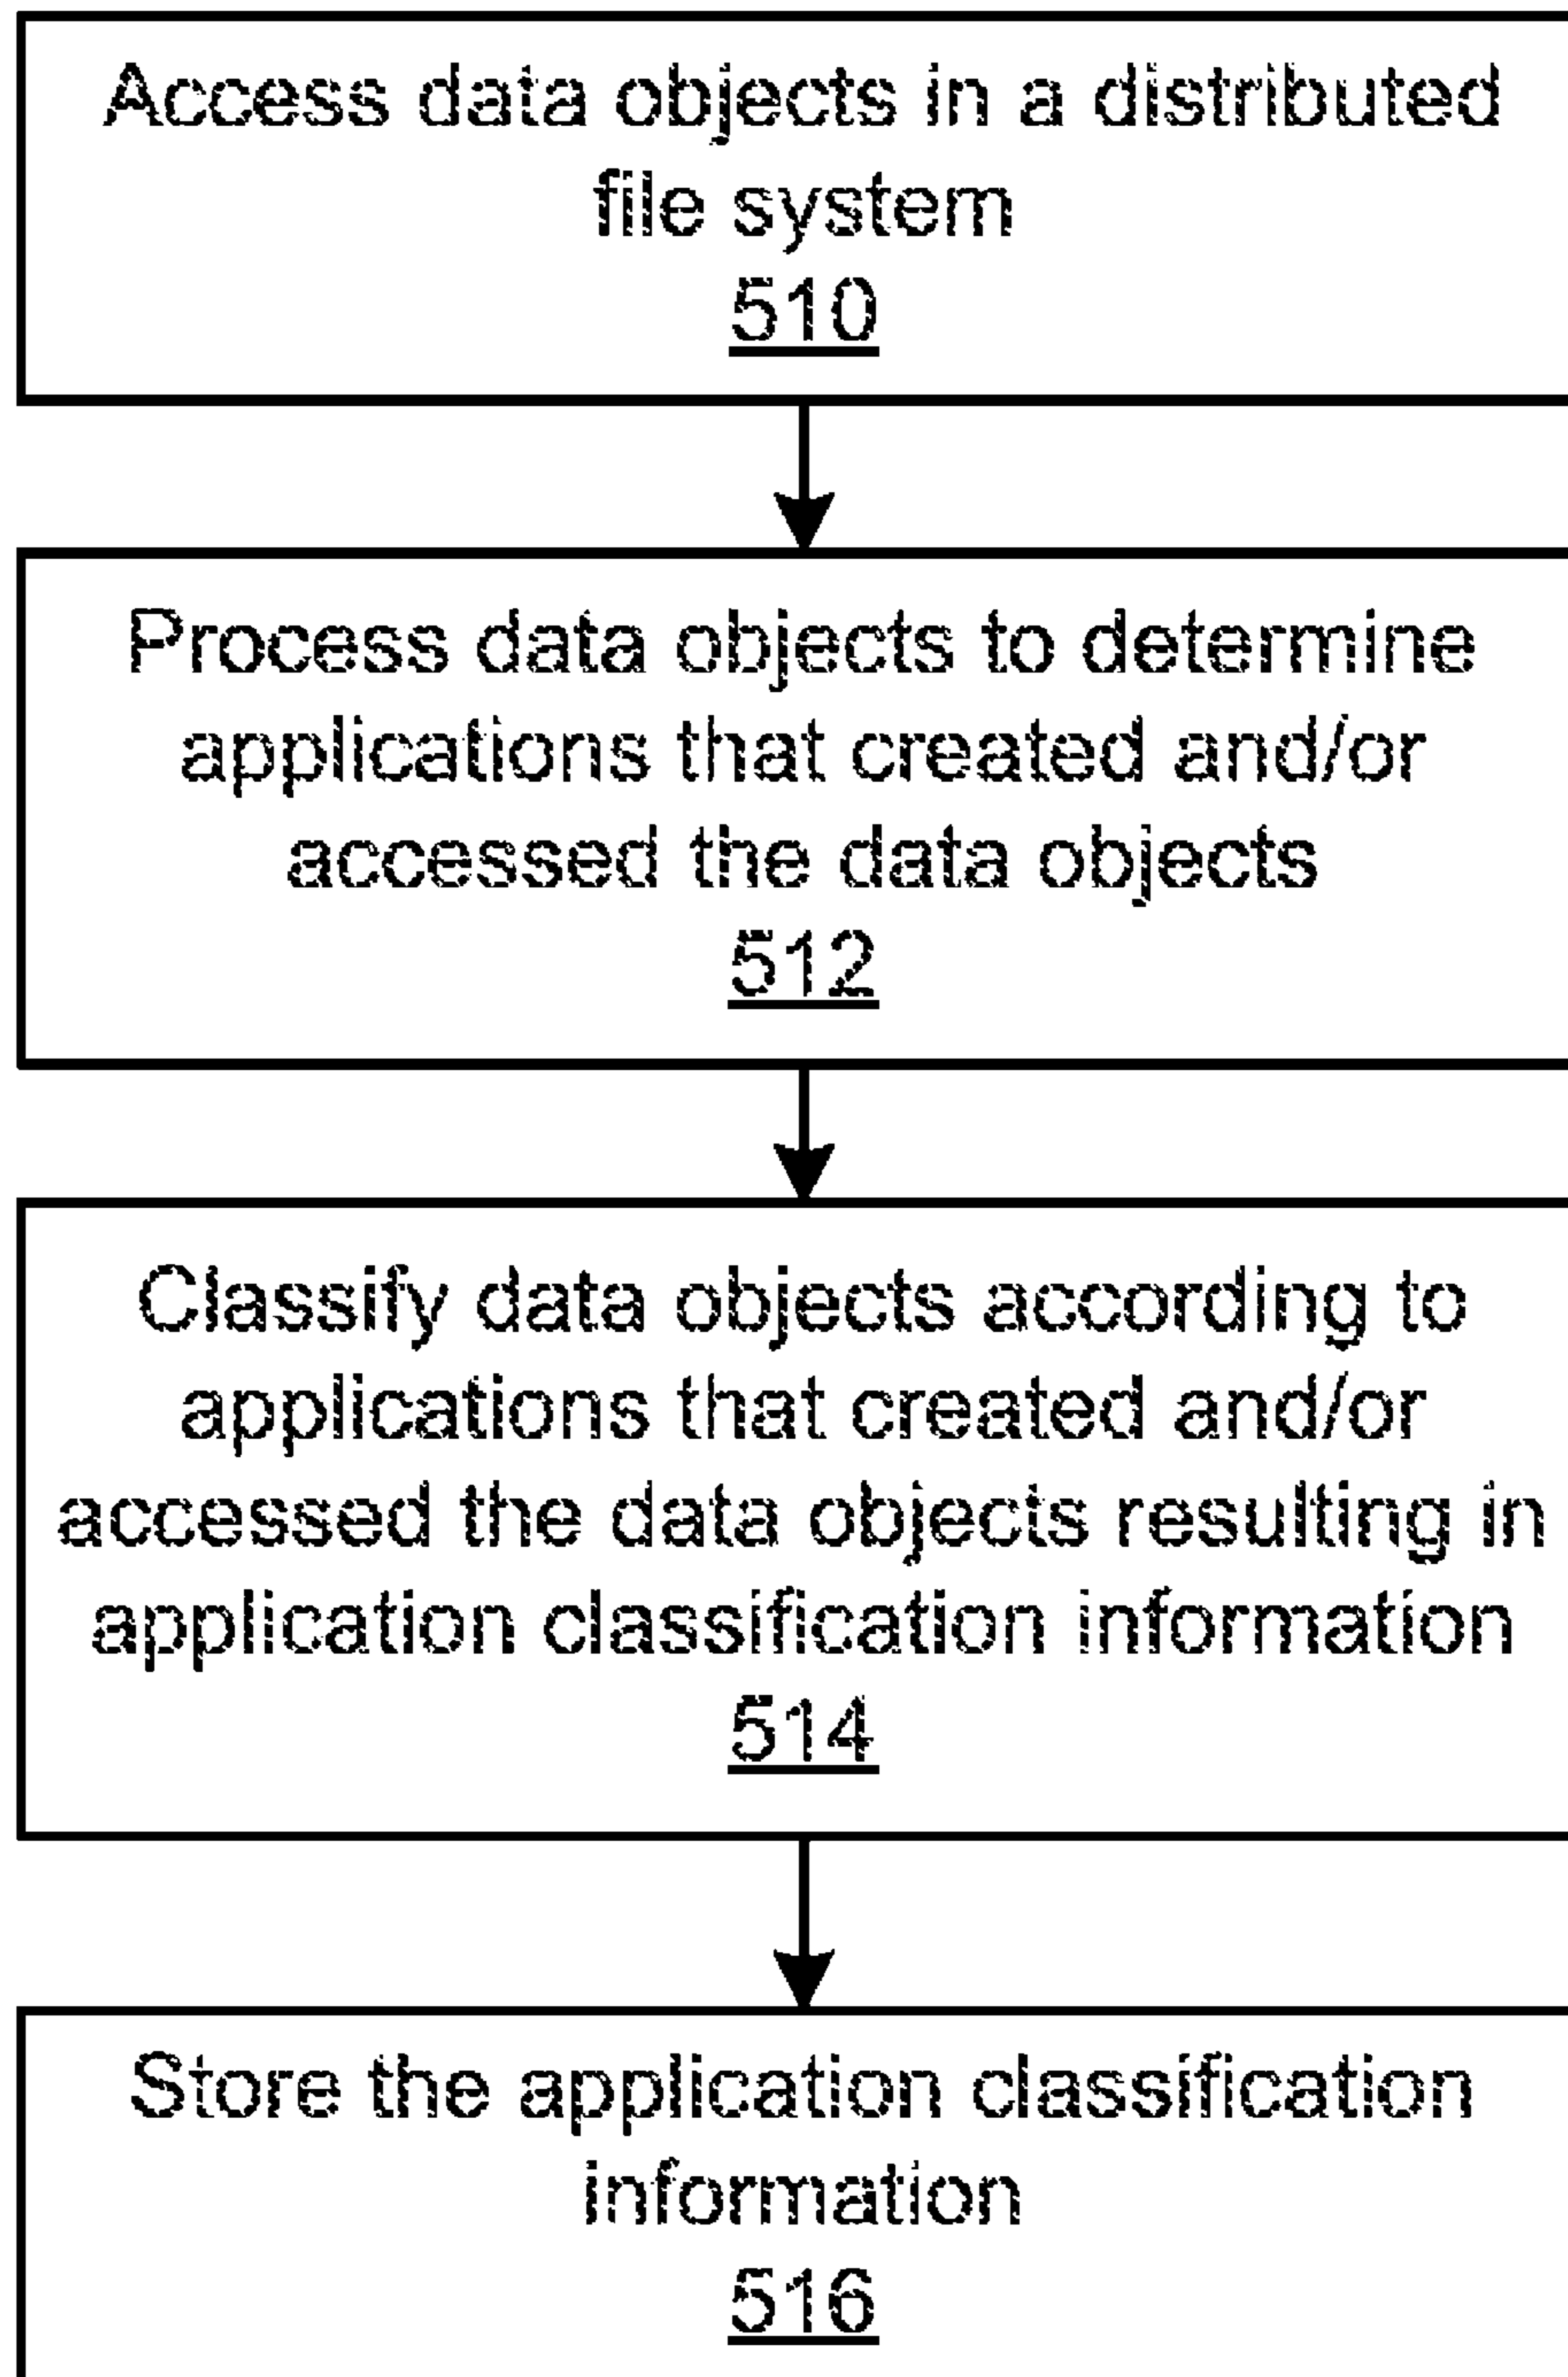 Access data objects in a distributed
file system
510
Process data objects to determine
applications that created and/or
accessed the data objects
512
Classify data objects according to
applications that created and/or
accessed the data objects resulting in
application classification information
514
Store the application classification
information
516